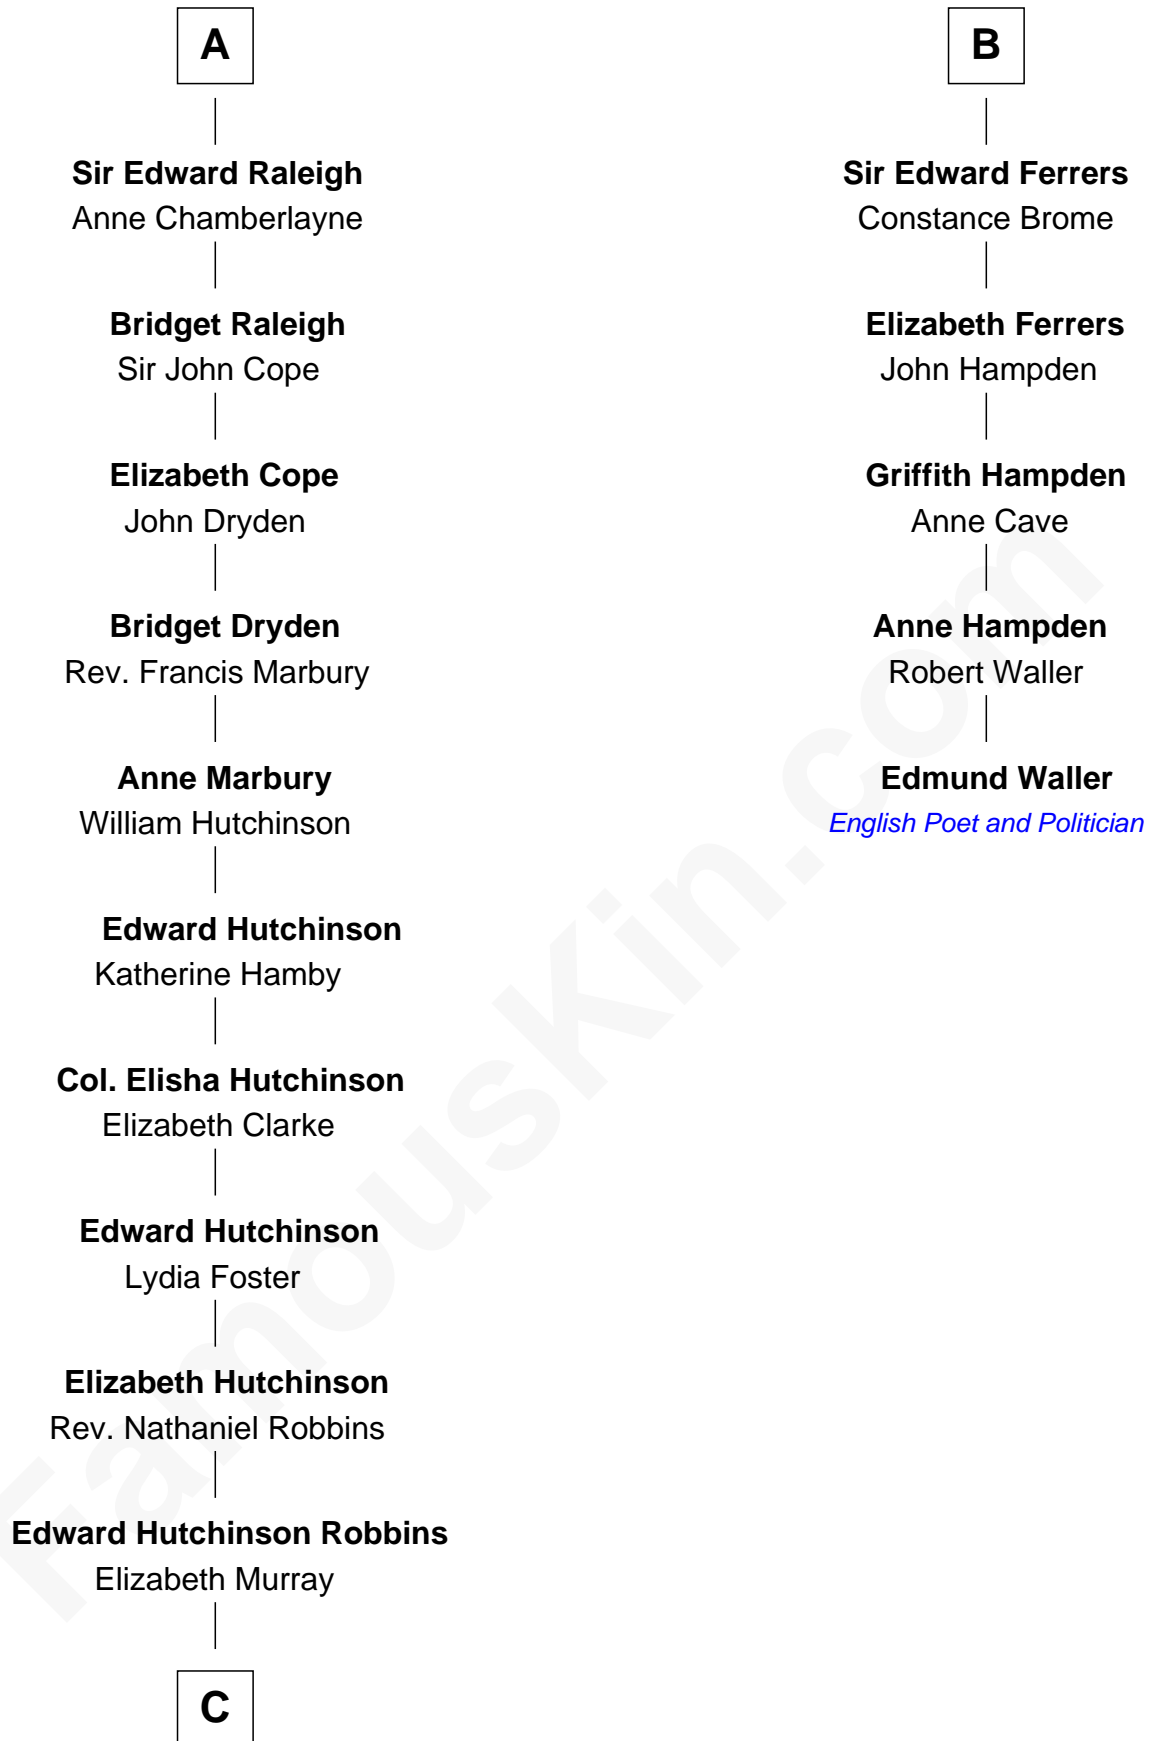 A
Sir Edward Raleigh
Anne Chamberlayne
Bridget Raleigh
Sir John Cope
Elizabeth Cope
John Dryden
Bridget Dryden
Rev. Francis Marbury
Anne Marbury
William Hutchinson
Edward Hutchinson
Katherine Hamby
Col. Elisha Hutchinson
Elizabeth Clarke
Edward Hutchinson
Lydia Foster
Elizabeth Hutchinson
Rev. Nathaniel Robbins
Edward Hutchinson Robbins
Elizabeth Murray
C
B
Sir Edward Ferrers
Constance Brome
Elizabeth Ferrers
John Hampden
Griffith Hampden
Anne Cave
Anne Hampden
Robert Waller
Edmund Waller
English Poet and Politician
FamousKin.com